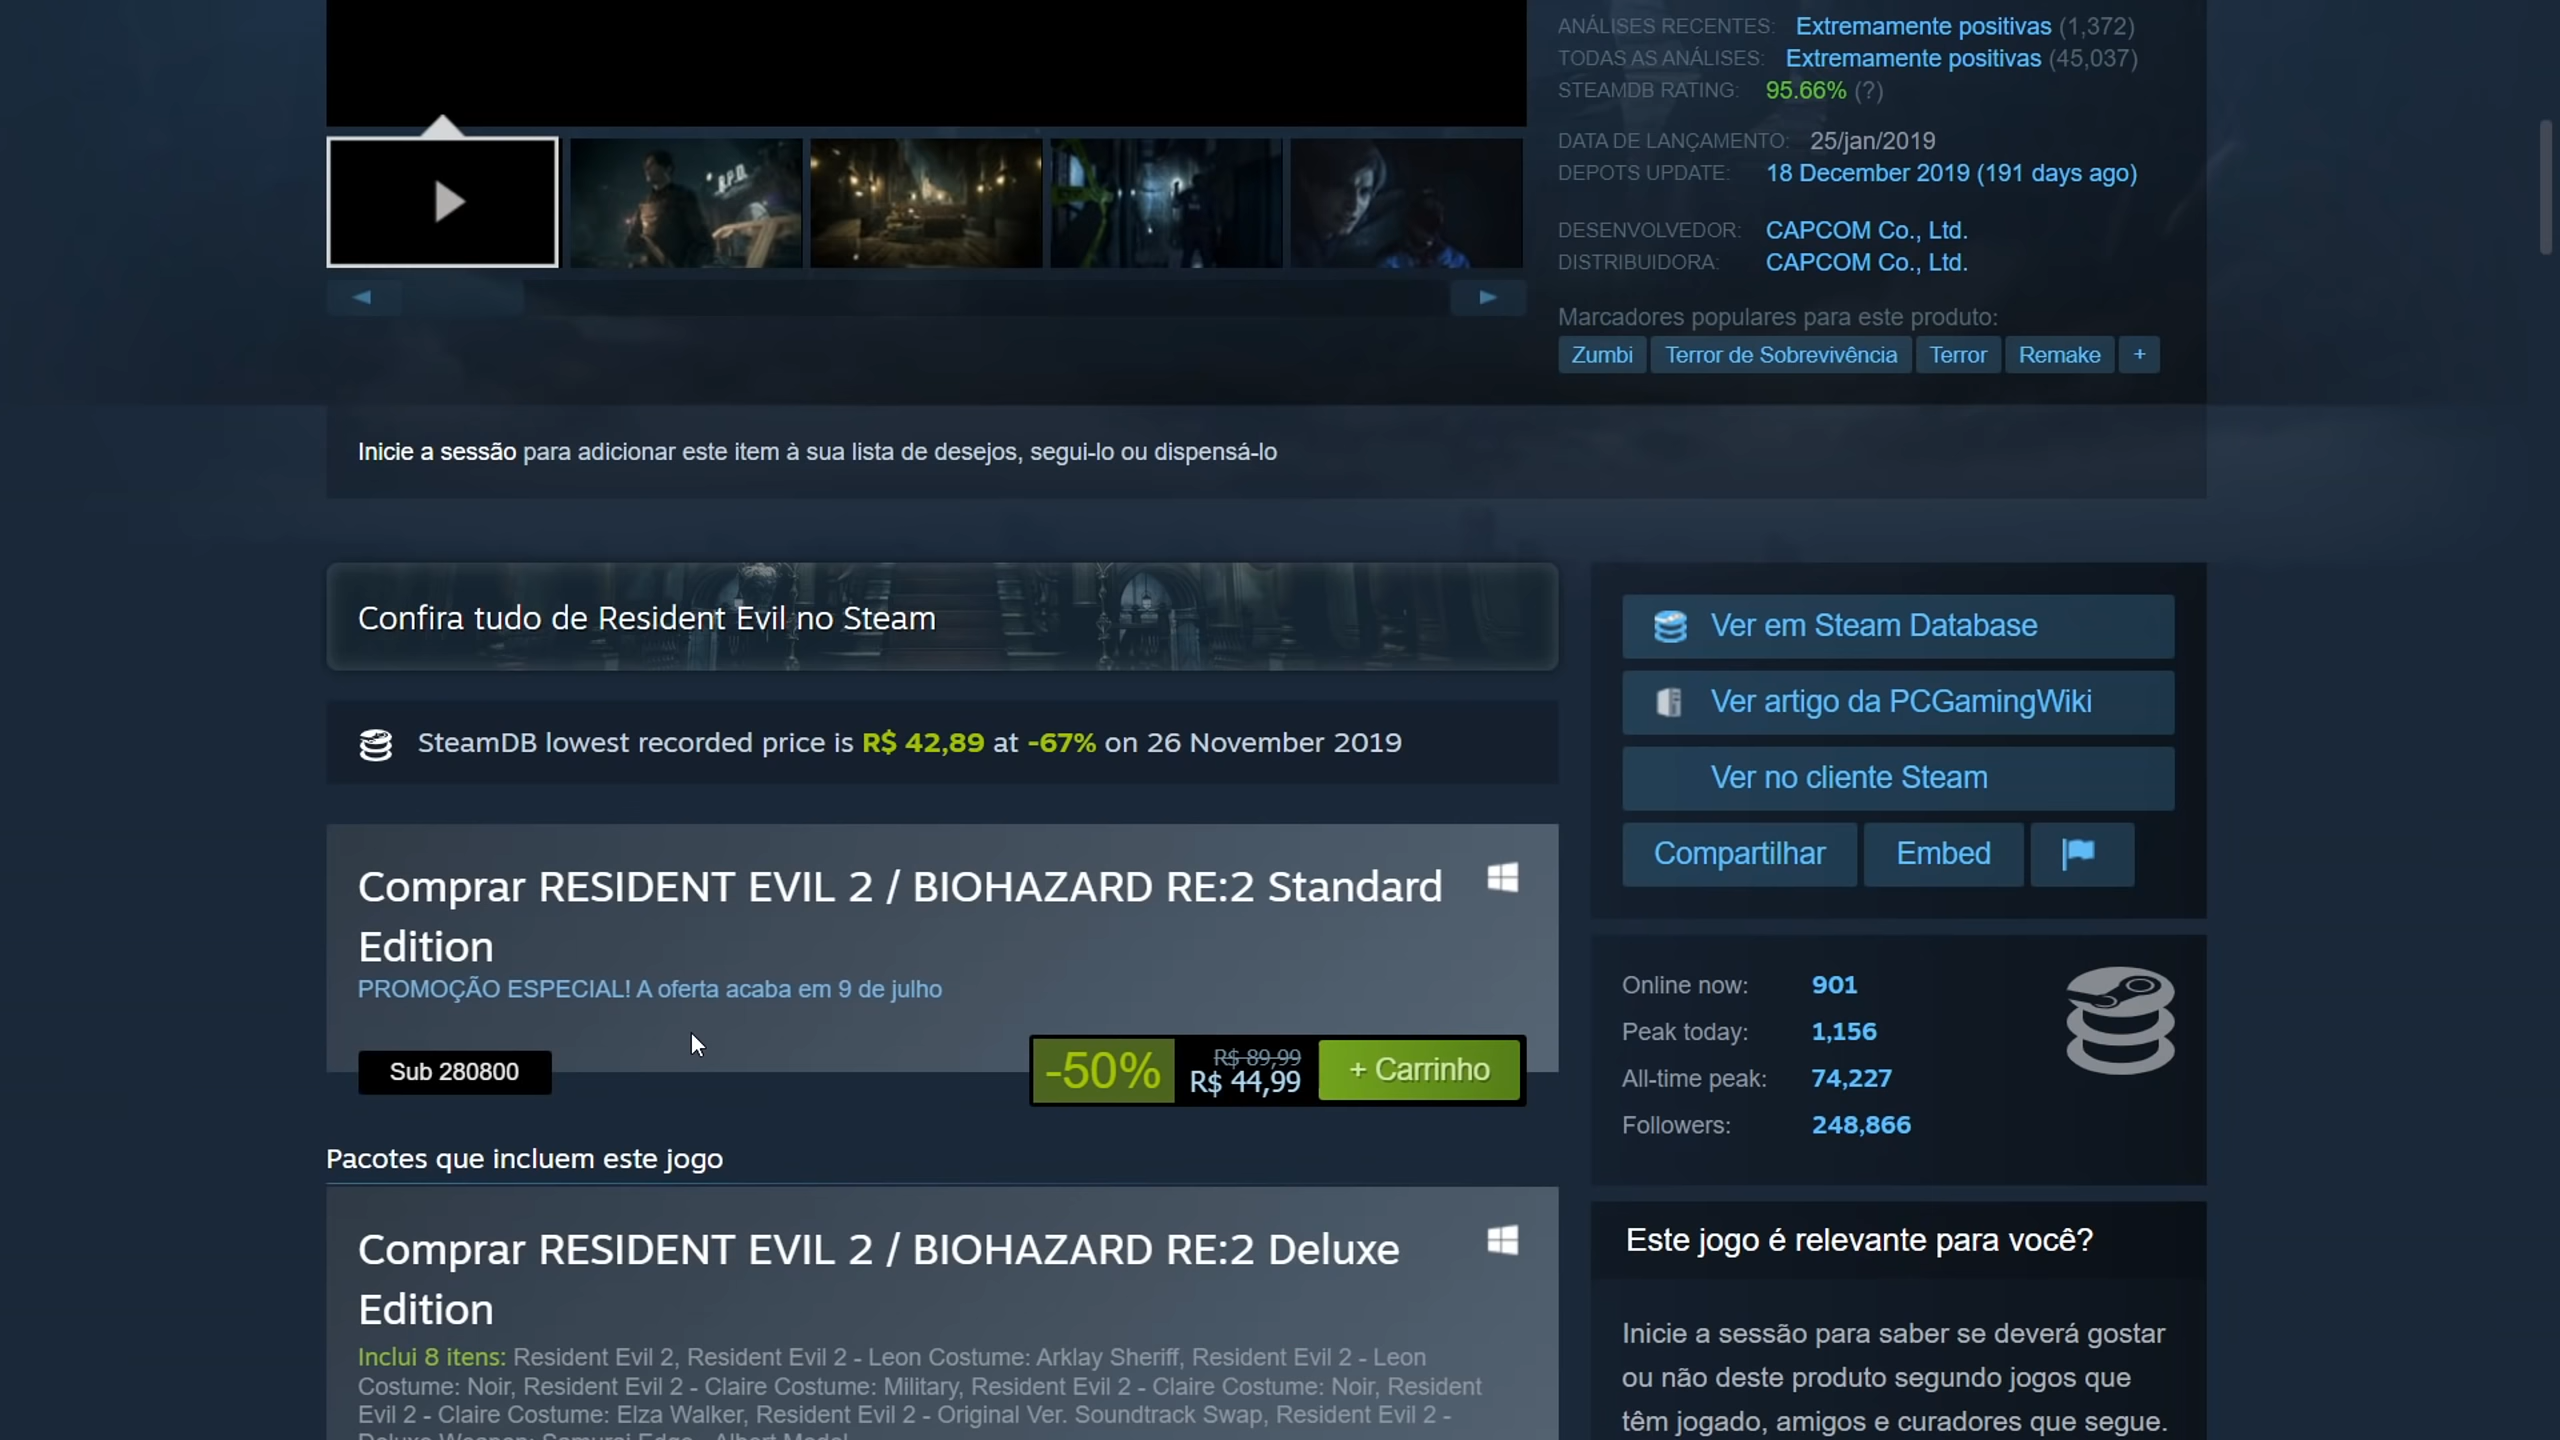 ANÁLISES RECENTES: Extremamente positivas (1,372)
TODAS AS ANÁLISES: Extremamente positivas (45,037)
STEAMDB RATING: 95.66% (?)
DATA DE LANÇAMENTO: 25/jan/2019
DEPOTS UPDATE: 18 December 2019 (191 days ago)
DESENVOLVEDOR: CAPCOM Co., Ltd.
DISTRIBUIDORA: CAPCOM Co., Ltd.
Marcadores populares para este produto:
Zumbi Terror de Sobrevivência Terror Remake +
R.P.D.
Inicie a sessão para adicionar este item à sua lista de desejos, segui-lo ou dispensá-lo
Confira tudo de Resident Evil no Steam
SteamDB lowest recorded price is R$ 42,89 at -67% on 26 November 2019
Comprar RESIDENT EVIL 2 / BIOHAZARD RE:2 Standard
Edition
PROMOÇÃO ESPECIAL! A oferta acaba em 9 de julho
Sub 280800
-50%
R$ 89,99
R$ 44,99
+ Carrinho
Pacotes que incluem este jogo
Comprar RESIDENT EVIL 2 / BIOHAZARD RE:2 Deluxe
Edition
Inclui 8 itens: Resident Evil 2, Resident Evil 2 - Leon Costume: Arklay Sheriff, Resident Evil 2 - Leon
Costume: Noir, Resident Evil 2 - Claire Costume: Military, Resident Evil 2 - Claire Costume: Noir, Resident
Evil 2 - Claire Costume: Elza Walker, Resident Evil 2 - Original Ver. Soundtrack Swap, Resident Evil 2 -
Deluxe Weapon: Samurai Edge - Albert Model
Ver em Steam Database
Ver artigo da PCGamingWiki
Ver no cliente Steam
Compartilhar Embed
Online now: 901
Peak today: 1,156
All-time peak: 74,227
Followers: 248,866
Este jogo é relevante para você?
Inicie a sessão para saber se deverá gostar
ou não deste produto segundo jogos que
têm jogado, amigos e curadores que segue.